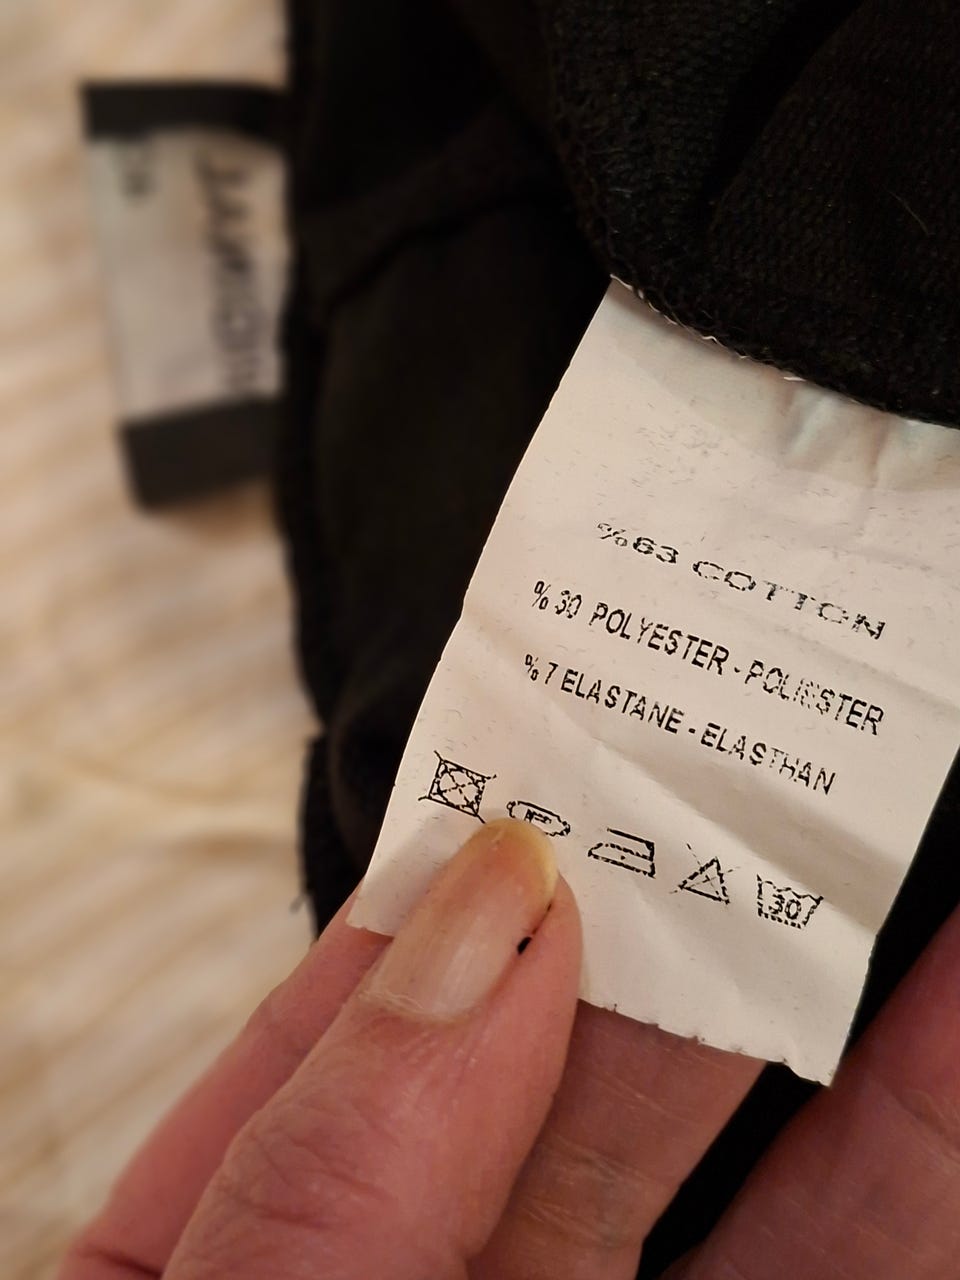 %63 COTTON
%30 POLYESTER - POLIESTER
%7 ELASTANE - ELASTHAN
30